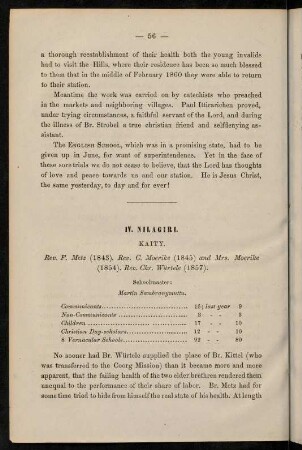 — 56 —
a thorough reestablishment of their health both the young invalids
had to visit the Hills, where their residence has been so much blessed
to them that in the middle of February 1860 they were able to return
to their station.
Meantime the work was carried on by catechists who preached
in the markets and neighboring villages. Paul Bürrichen proved,
under trying circumstances, a faithful servant of the Lord, and during
the illness of Br. Strobel a true christian friend and selfdenying as-
sistant.
The English School, which was in a promising state, had to be
given up in June, for want of superintendence. Yet in the face of
these sore trials we do not cease to believe, that the Lord has thoughts
of love and peace towards us and our station. He is Jesus Christ,
the same yesterday, to day and for ever!
IV. NILAGIRI.
KAITY.
Rev. F. Metz (1843), Rev. C. Moerike (1845) and Mrs. Moerike
(1854), Rev. Chr. Würtele (1857).
Schoolmaster:
Martin Sundramyanuttu.
Communicants 15; last year 9
Non-Communicants 3 - - 3
Children 17 - - 10
Christian Day-scholars 12 - - 10
8 Vernacular Schools 92 - - 80
No sooner had Br. Würtele supplied the place of Br. Kittel (who
was transferred to the Coorg Mission) than it became more and more
apparent, that the failing health of the two elder brethren rendered them
unequal to the performance of their share of labor. Br. Metz had for
some time tried to hide from himself the real state of his health. At length